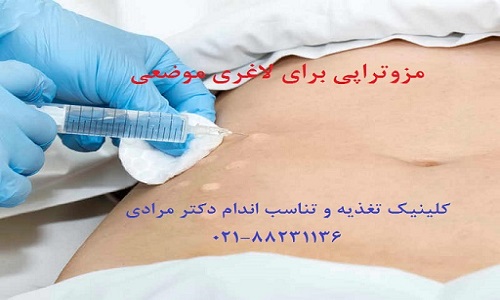 مزوتراپی برای لاغری موضعی
کلینیک تغذیه و تناسب اندام دکتر مرادی
۰۲۱-۸۸۲۳۱۱۳۶